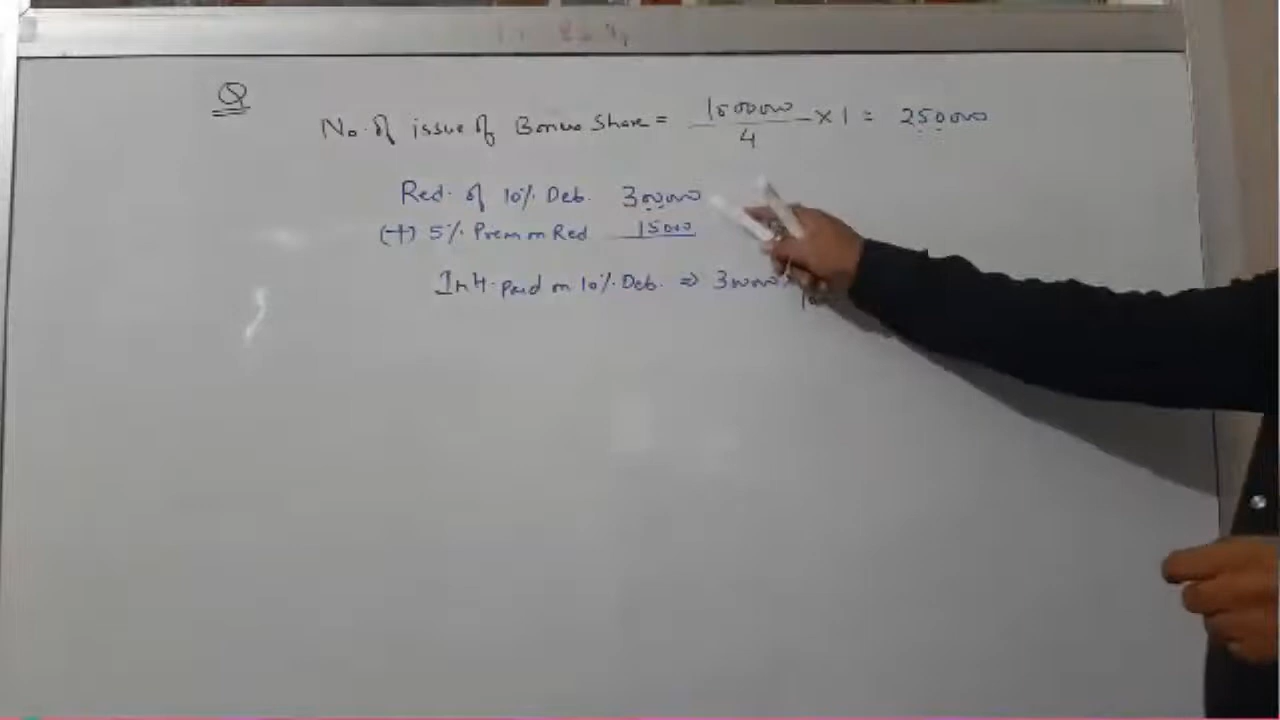 Q
No. of issue of Bonus Share = 1000000/4 × 1 = 250000
Red. of 10% Deb. 300000
(+) 5% Prem on Red 15000
Int. paid on 10% Deb. ⇒ 300000 ×